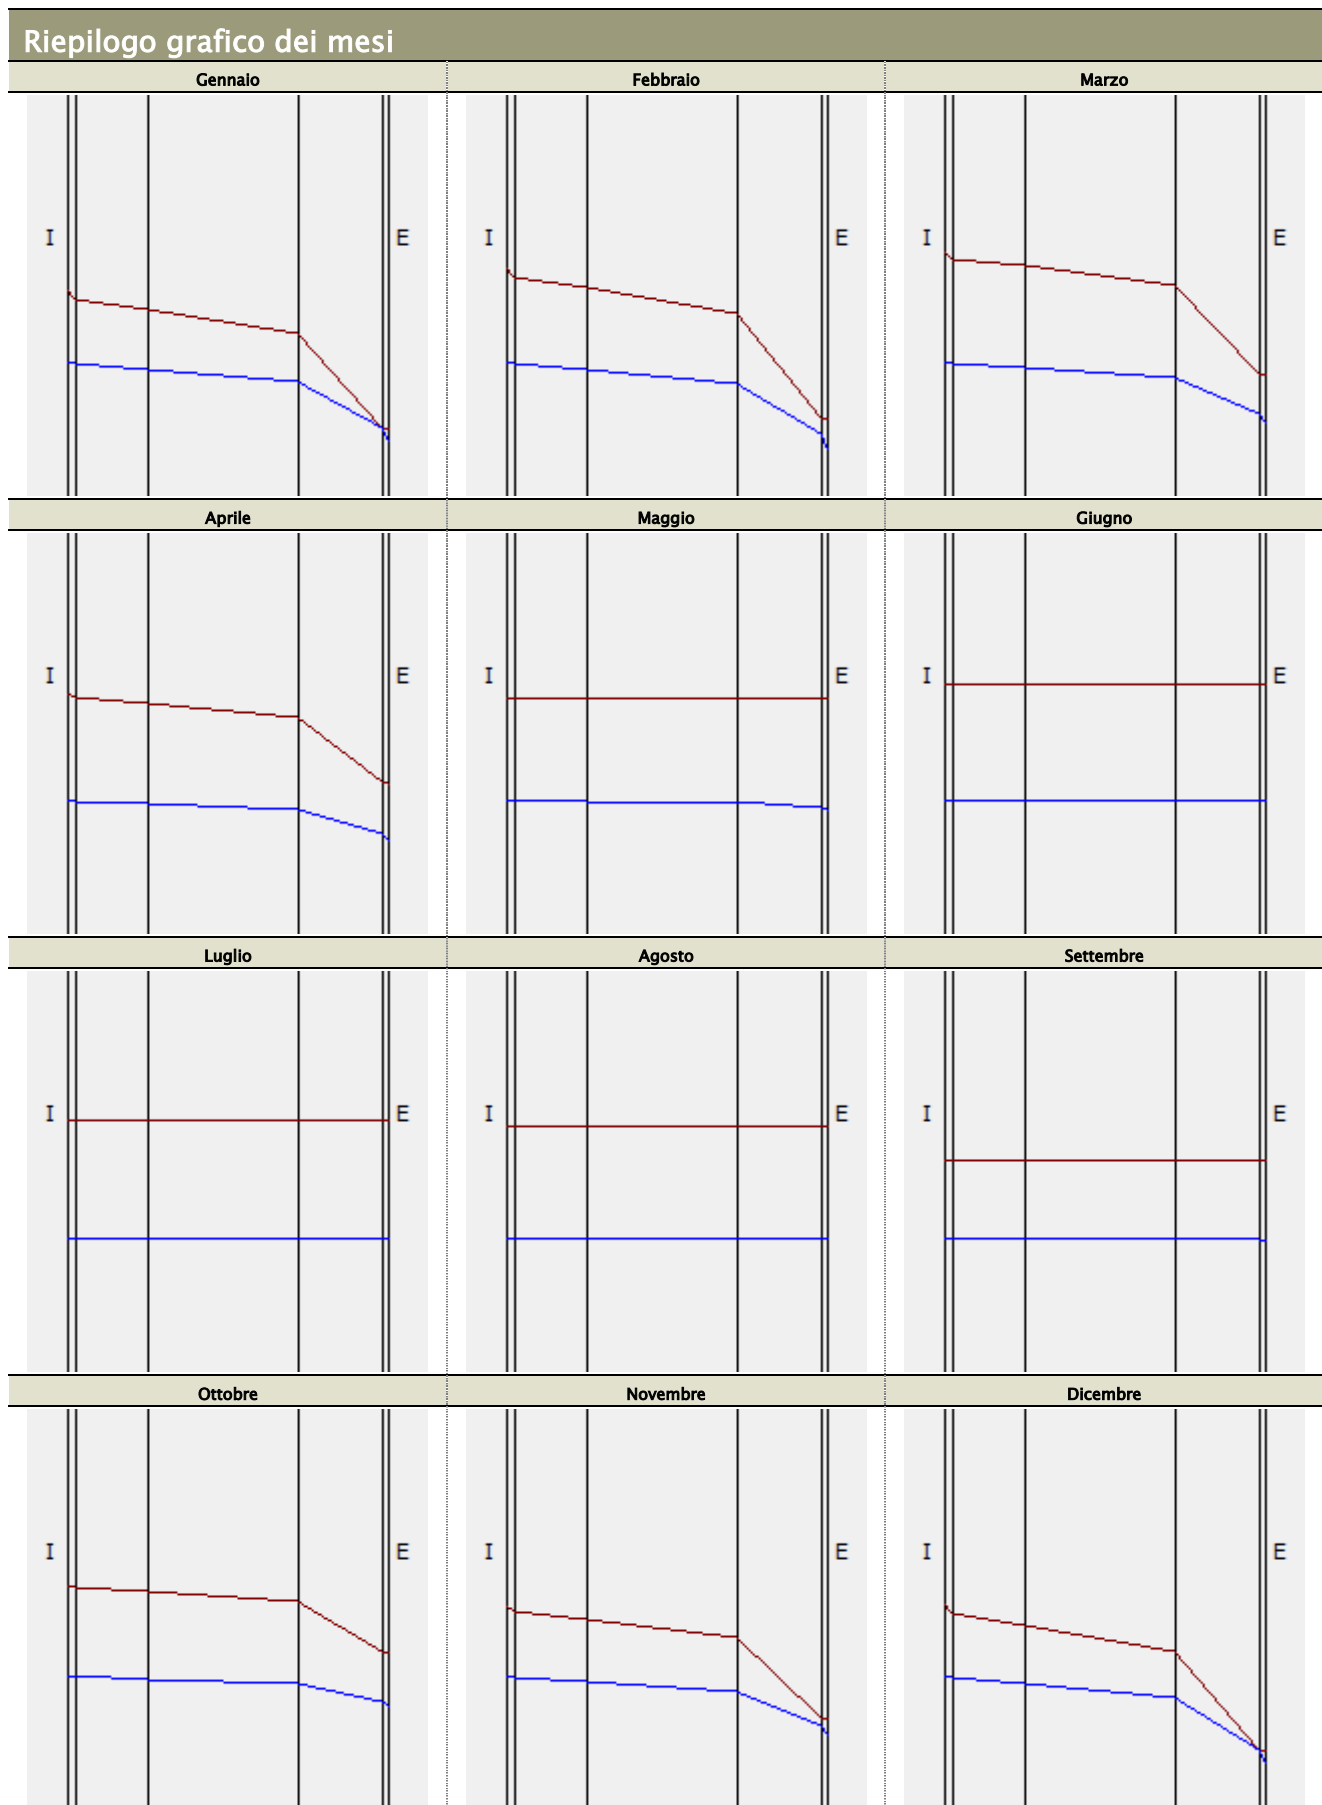 Riepilogo grafico dei mesi
Gennaio Febbraio Marzo
I E I E I E
Aprile Maggio Giugno
I E I E I E
Luglio Agosto Settembre
I E I E I E
Ottobre Novembre Dicembre
I E I E I E